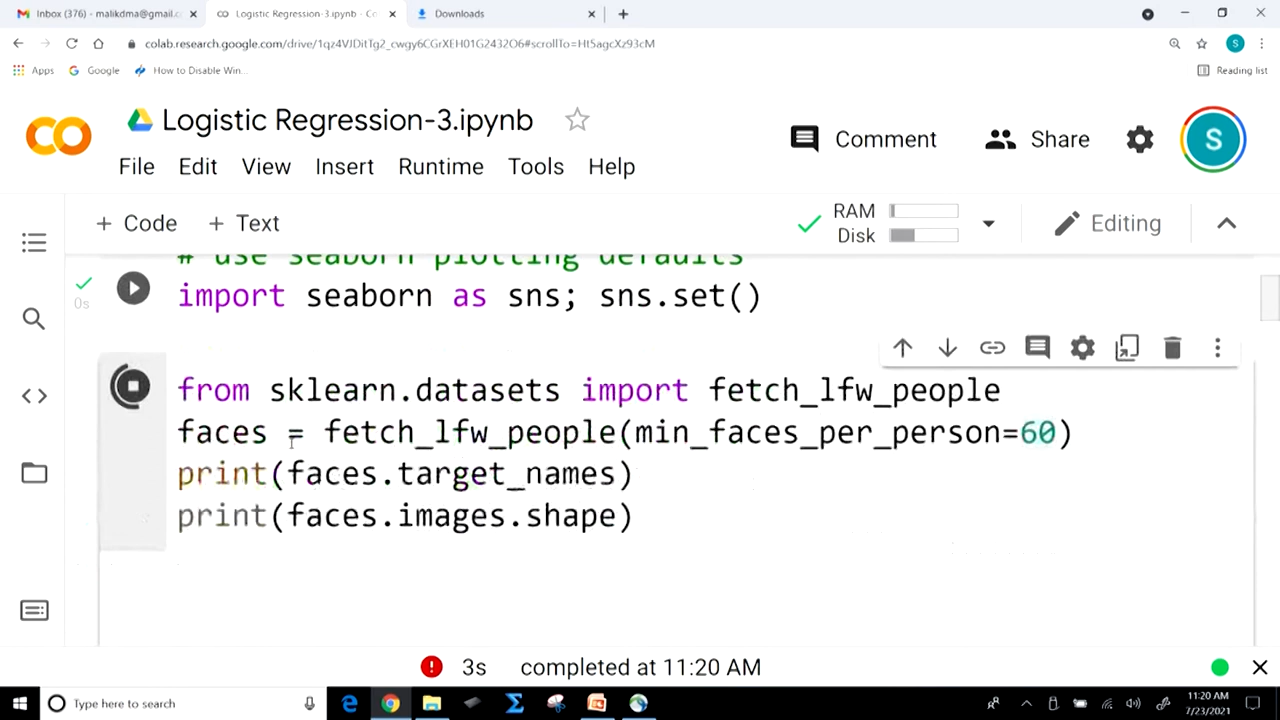 Inbox (376) - malikdma@gmail.c
Logistic Regression-3.ipynb - Co
Downloads
colab.research.google.com/drive/1qz4VJDitTg2_cwgy6CGrXEH01G2432O6#scrollTo=Ht5agcXz93cM
S
Apps
Google
How to Disable Win...
Reading list
Logistic Regression-3.ipynb
Comment
Share
S
File Edit View Insert Runtime Tools Help
+ Code + Text
RAM
Disk
Editing
# use seaborn plotting defaults
0s
import seaborn as sns; sns.set()
from sklearn.datasets import fetch_lfw_people
faces = fetch_lfw_people(min_faces_per_person=60)
print(faces.target_names)
print(faces.images.shape)
3s completed at 11:20 AM
Type here to search
11:20 AM
7/23/2021